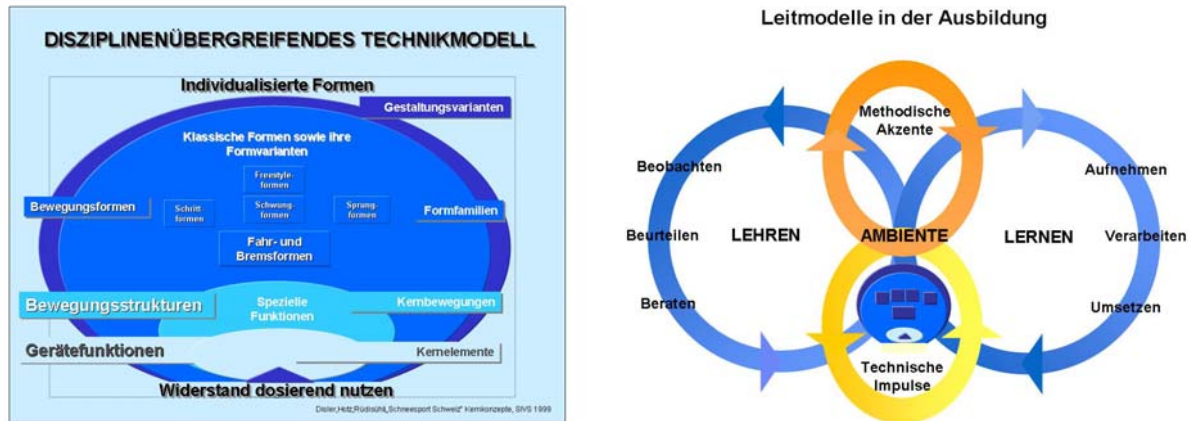 DISZIPLINENÜBERGREIFENDES TECHNIKMODELL
Individualisierte Formen
Gestaltungsvarianten
Klassische Formen sowie ihre
Formvarianten
Freestyle-
formen
Bewegungsformen
Schritt
formen
Schwung-
formen
Sprung-
formen
Formfamilien
Fahr- und
Bremsformen
Bewegungsstrukturen
Spezielle
Funktionen
Kernbewegungen
Gerätefunktionen
Kernelemente
Widerstand dosierend nutzen
Disler,Hotz,Rüdisühli„Schneesport Schweiz" Kernkonzepte, SIVS 1999
Leitmodelle in der Ausbildung
Methodische
Akzente
Beobachten
Aufnehmen
Beurteilen
LEHREN
AMBIENTE
LERNEN
Verarbeiten
Beraten
Umsetzen
Technische
Impulse